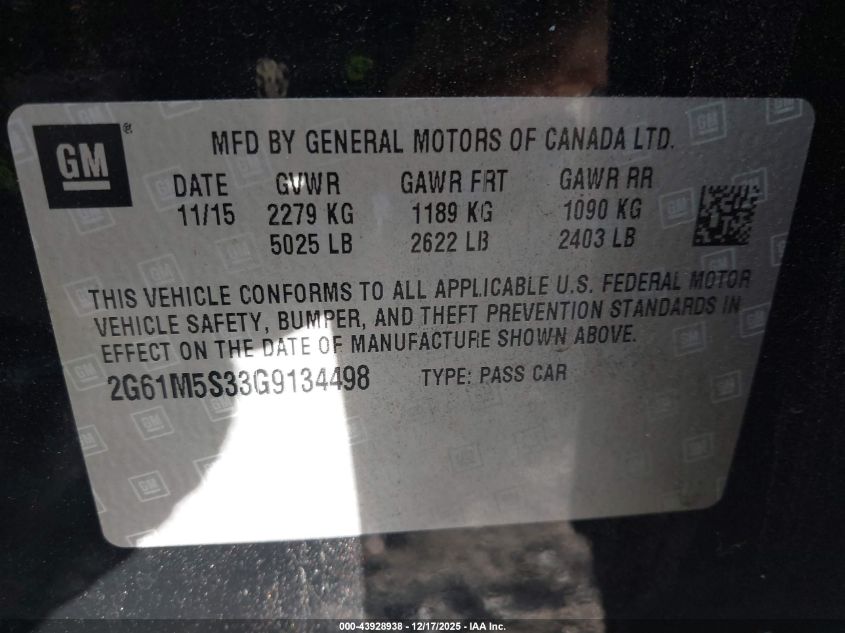 GM ®
MFD BY GENERAL MOTORS OF CANADA LTD.
DATE GVWR GAWR FRT GAWR RR
11/15 2279 KG 1189 KG 1090 KG
5025 LB 2622 LB 2403 LB
THIS VEHICLE CONFORMS TO ALL APPLICABLE U.S. FEDERAL MOTOR
VEHICLE SAFETY, BUMPER, AND THEFT PREVENTION STANDARDS IN
EFFECT ON THE DATE OF MANUFACTURE SHOWN ABOVE.
2G61M5S33G9134498 TYPE: PASS CAR
000-43928938 - 12/17/2025 - IAA Inc.